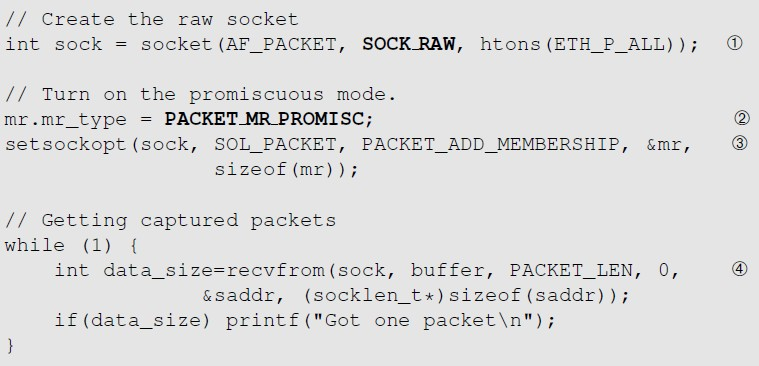 // Create the raw socket
int sock = socket(AF_PACKET, SOCK_RAW, htons(ETH_P_ALL)); ①
// Turn on the promiscuous mode.
mr.mr_type = PACKET_MR_PROMISC; ②
setsockopt(sock, SOL_PACKET, PACKET_ADD_MEMBERSHIP, &mr, ③
sizeof(mr));
// Getting captured packets
while (1) {
int data_size=recvfrom(sock, buffer, PACKET_LEN, 0, ④
&saddr, (socklen_t*)sizeof(saddr));
if(data_size) printf("Got one packet\n");
}